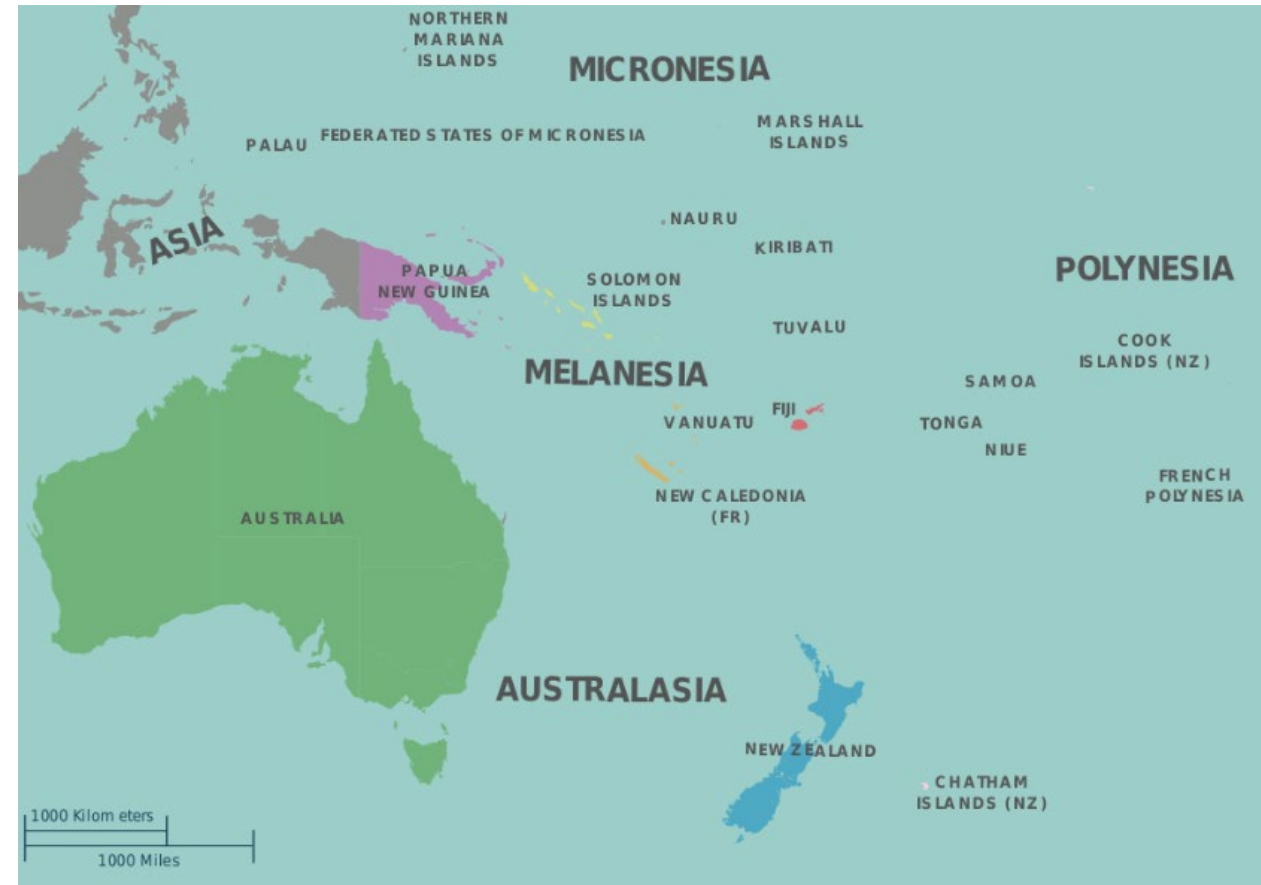 NORTHERN
MARIANA
ISLANDS
MICRONESIA
MARSHALL
ISLANDS
FEDERATED STATES OF MICRONESIA
PALAU
NAURU
KIRIBATI
ASIA
PAPUA
NEW GUINEA
SOLOMON
ISLANDS
POLYNESIA
TUVALU
COOK
ISLANDS (NZ)
MELANESIA
SAMOA
FIJI
VANUATU
TONGA
NIUE
FRENCH
POLYNESIA
NEW CALEDONIA
(FR)
AUSTRALIA
AUSTRALASIA
NEW ZEALAND
CHATHAM
ISLANDS (NZ)
1000 Kilometers
1000 Miles